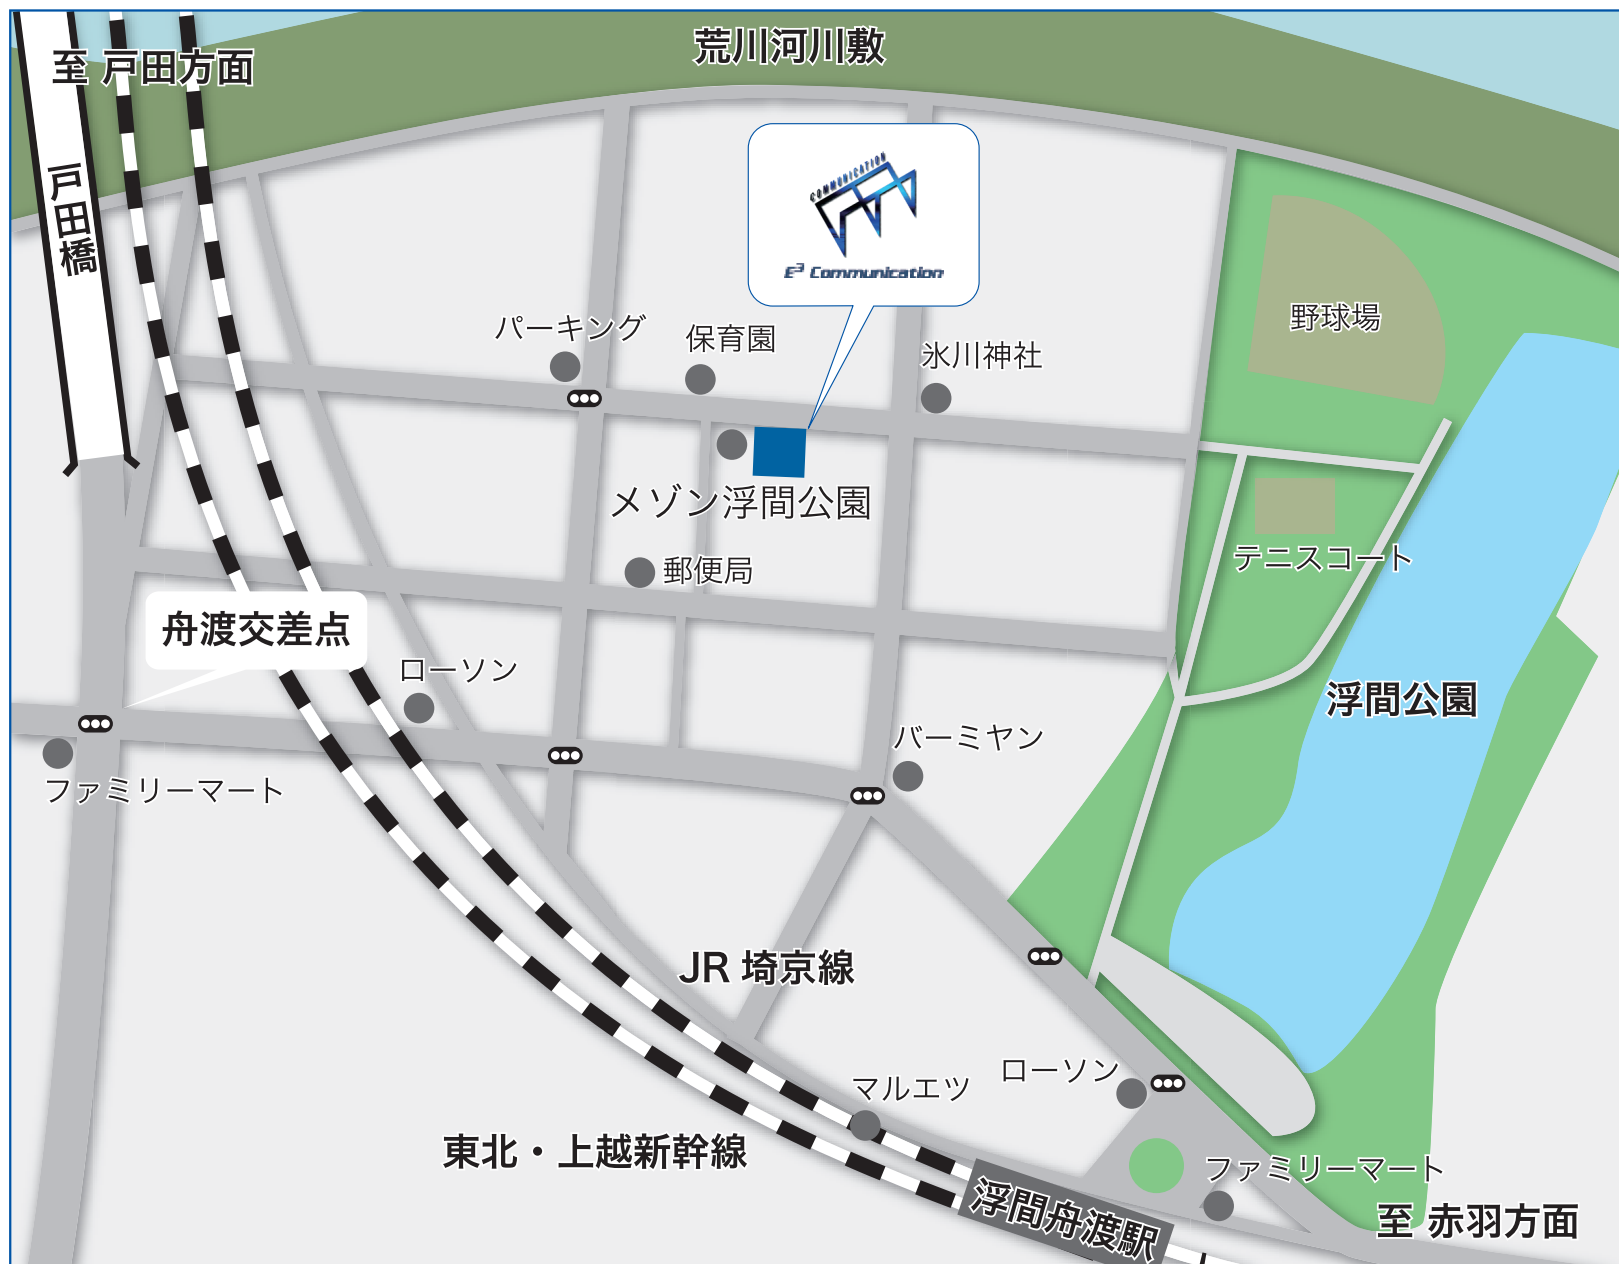 荒川河川敷
至 戸田方面
戸田橋
COMMUNICATION
E³ Communication
野球場
パーキング
保育園
氷川神社
メゾン浮間公園
テニスコート
郵便局
舟渡交差点
ローソン
浮間公園
バーミヤン
ファミリーマート
JR 埼京線
ローソン
マルエツ
東北・上越新幹線
ファミリーマート
浮間舟渡駅
至 赤羽方面